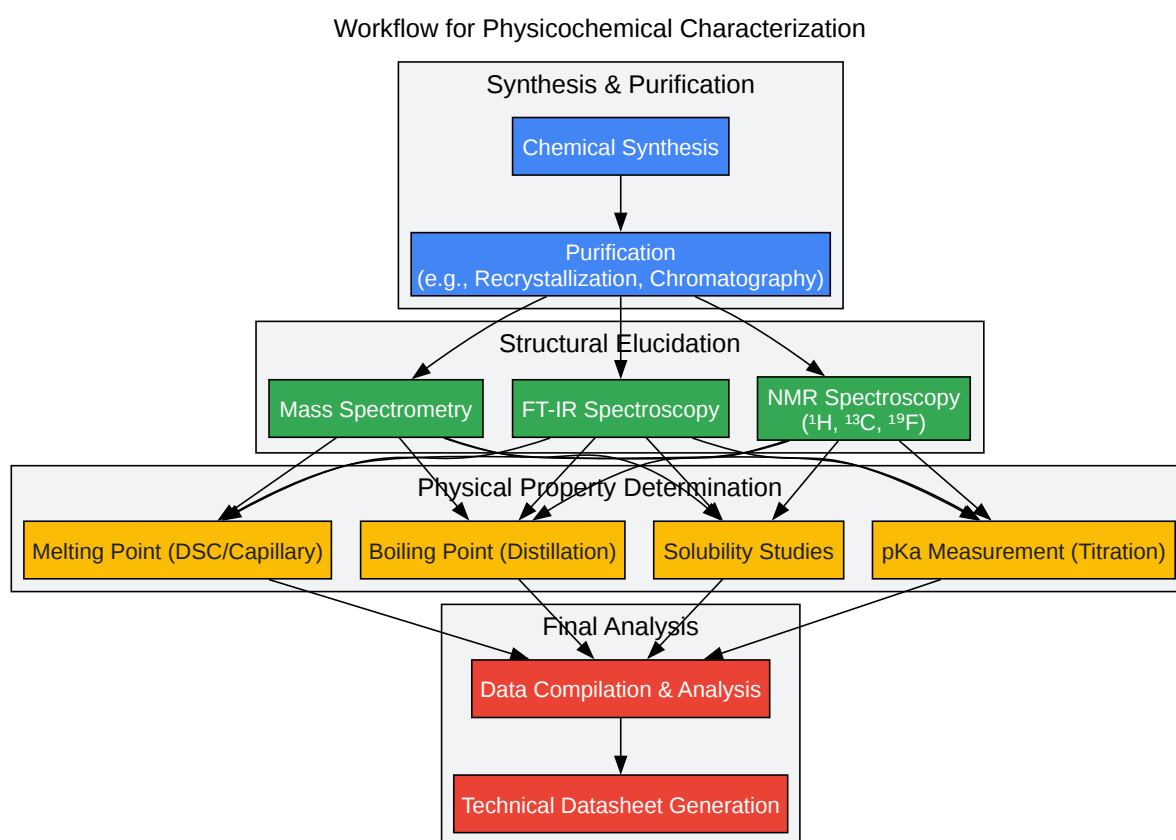 Workflow for Physicochemical Characterization
Synthesis & Purification
Chemical Synthesis
Purification
(e.g., Recrystallization, Chromatography)
Structural Elucidation
Mass Spectrometry
FT-IR Spectroscopy
NMR Spectroscopy
(¹H, ¹³C, ¹⁹F)
Physical Property Determination
Melting Point (DSC/Capillary)
Boiling Point (Distillation)
Solubility Studies
pKa Measurement (Titration)
Final Analysis
Data Compilation & Analysis
Technical Datasheet Generation